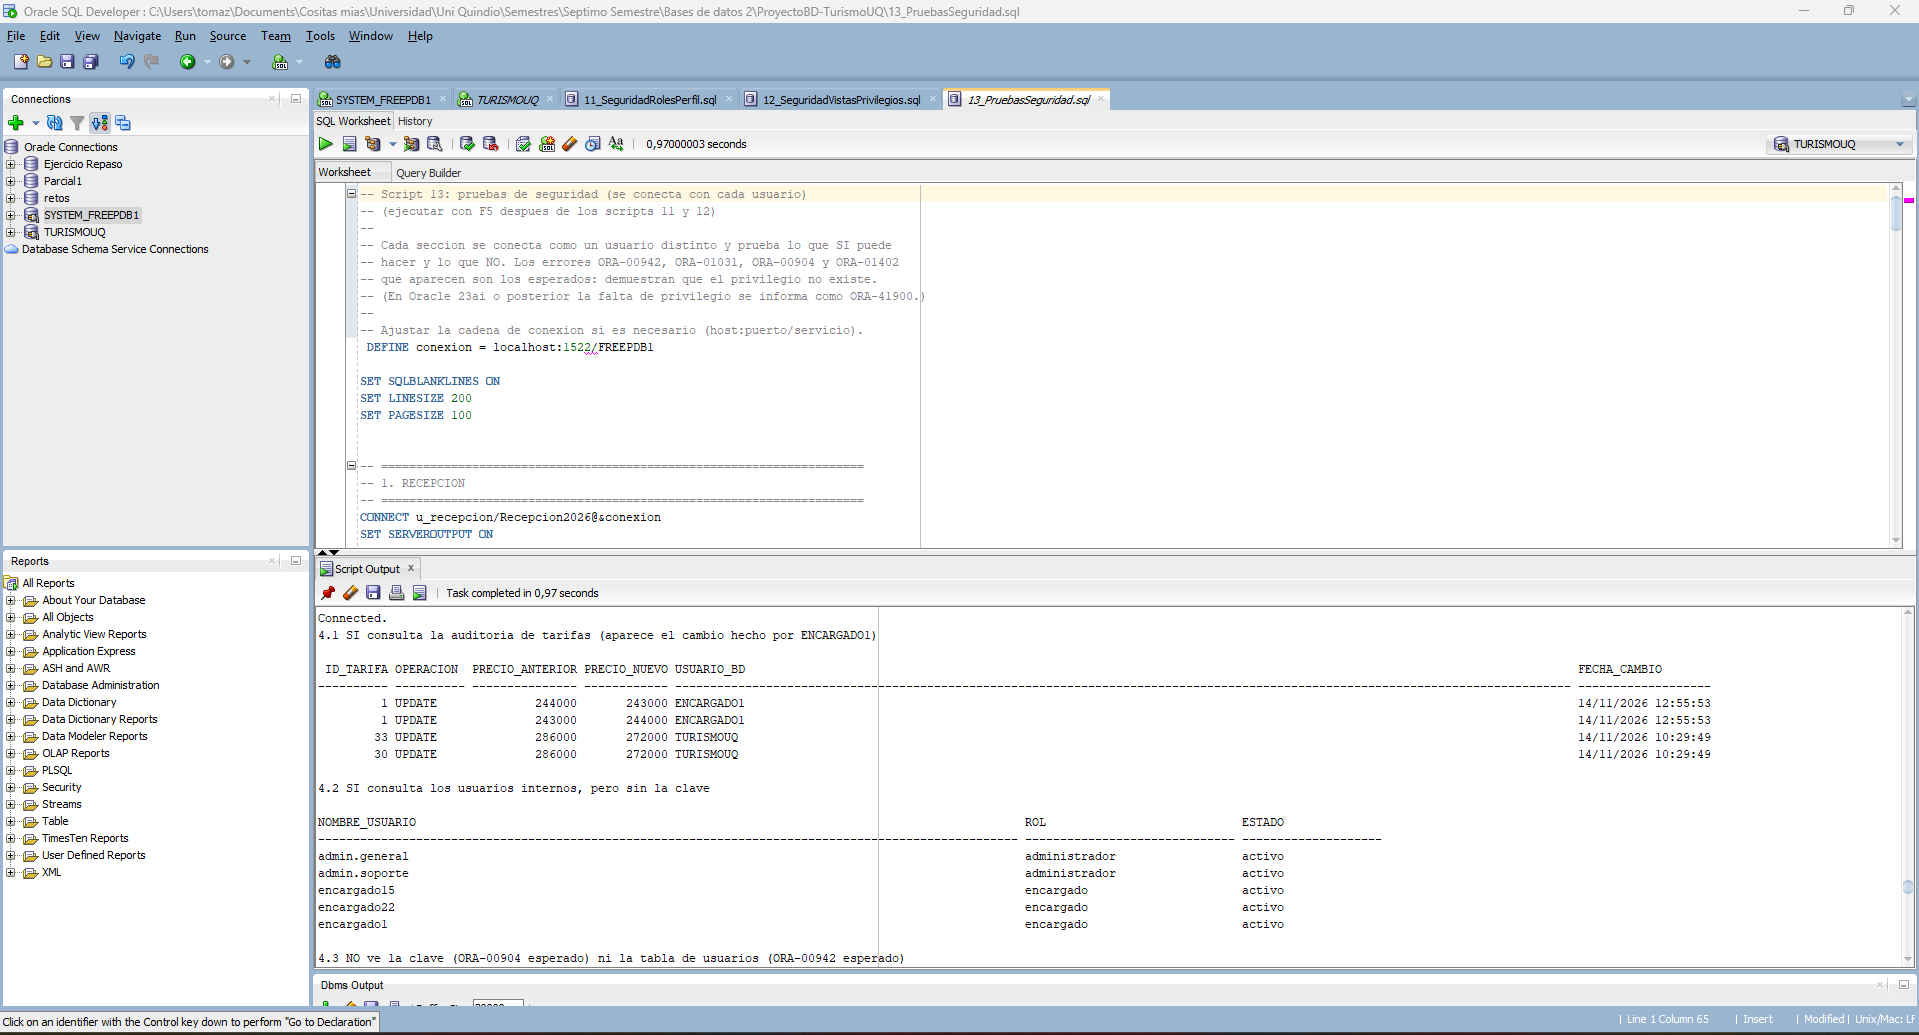 Oracle SQL Developer : C:\Users\tomaz\Documents\Cositas mias\Universidad\Uni Quindio\Semestres\Septimo Semestre\Bases de datos 2\ProyectoBD-TurismoUQ\13_PruebasSeguridad.sql
File Edit View Navigate Run Source Team Tools Window Help
Connections
Oracle Connections
Ejercicio Repaso
Parcial1
retos
SYSTEM_FREEPDB1
TURISMOUQ
Database Schema Service Connections
Reports
All Reports
About Your Database
All Objects
Analytic View Reports
Application Express
ASH and AWR
Database Administration
Data Dictionary
Data Dictionary Reports
Data Modeler Reports
OLAP Reports
PLSQL
Security
Streams
Table
TimesTen Reports
User Defined Reports
XML
SYSTEM_FREEPDB1 TURISMOUQ 11_SeguridadRolesPerfil.sql 12_SeguridadVistasPrivilegios.sql 13_PruebasSeguridad.sql
SQL Worksheet History
0,97000003 seconds
TURISMOUQ
Worksheet Query Builder
-- Script 13: pruebas de seguridad (se conecta con cada usuario)
-- (ejecutar con F5 despues de los scripts 11 y 12)
--
-- Cada seccion se conecta como un usuario distinto y prueba lo que SI puede
-- hacer y lo que NO. Los errores ORA-00942, ORA-01031, ORA-00904 y ORA-01402
-- que aparecen son los esperados: demuestran que el privilegio no existe.
-- (En Oracle 23ai o posterior la falta de privilegio se informa como ORA-41900.)
--
-- Ajustar la cadena de conexion si es necesario (host:puerto/servicio).
DEFINE conexion = localhost:1522/FREEPDB1
SET SQLBLANKLINES ON
SET LINESIZE 200
SET PAGESIZE 100
-- =====================================================================
-- 1. RECEPCION
-- =====================================================================
CONNECT u_recepcion/Recepcion2026@&conexion
SET SERVEROUTPUT ON
Script Output
Task completed in 0,97 seconds
Connected.
4.1 SI consulta la auditoria de tarifas (aparece el cambio hecho por ENCARGADO1)
ID_TARIFA OPERACION PRECIO_ANTERIOR PRECIO_NUEVO USUARIO_BD FECHA_CAMBIO
1 UPDATE 244000 243000 ENCARGADO1 14/11/2026 12:55:53
1 UPDATE 243000 244000 ENCARGADO1 14/11/2026 12:55:53
33 UPDATE 286000 272000 TURISMOUQ 14/11/2026 10:29:49
30 UPDATE 286000 272000 TURISMOUQ 14/11/2026 10:29:49
4.2 SI consulta los usuarios internos, pero sin la clave
NOMBRE_USUARIO ROL ESTADO
admin.general administrador activo
admin.soporte administrador activo
encargado15 encargado activo
encargado22 encargado activo
encargado1 encargado activo
4.3 NO ve la clave (ORA-00904 esperado) ni la tabla de usuarios (ORA-00942 esperado)
Dbms Output
Click on an identifier with the Control key down to perform "Go to Declaration"
Line 1 Column 65 Insert Modified Unix/Mac: LF